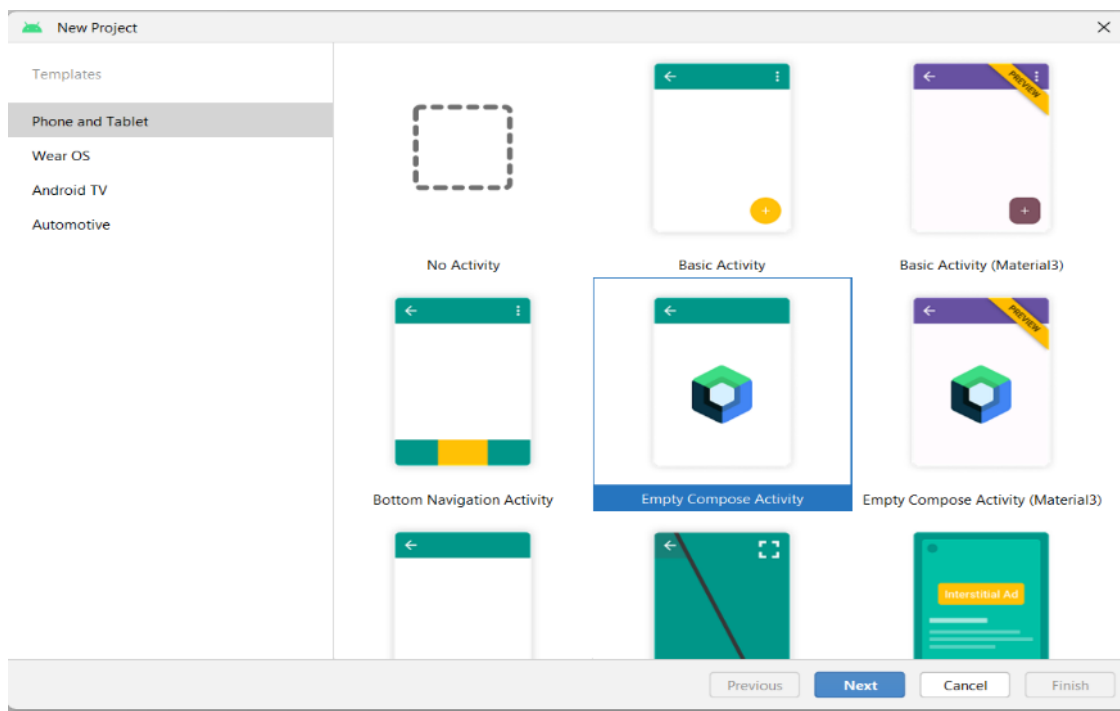 New Project
Templates
Phone and Tablet
Wear OS
Android TV
Automotive
PREVIEW
No Activity
Basic Activity
Basic Activity (Material3)
PREVIEW
Bottom Navigation Activity
Empty Compose Activity
Empty Compose Activity (Material3)
Interstitial Ad
Previous
Next
Cancel
Finish